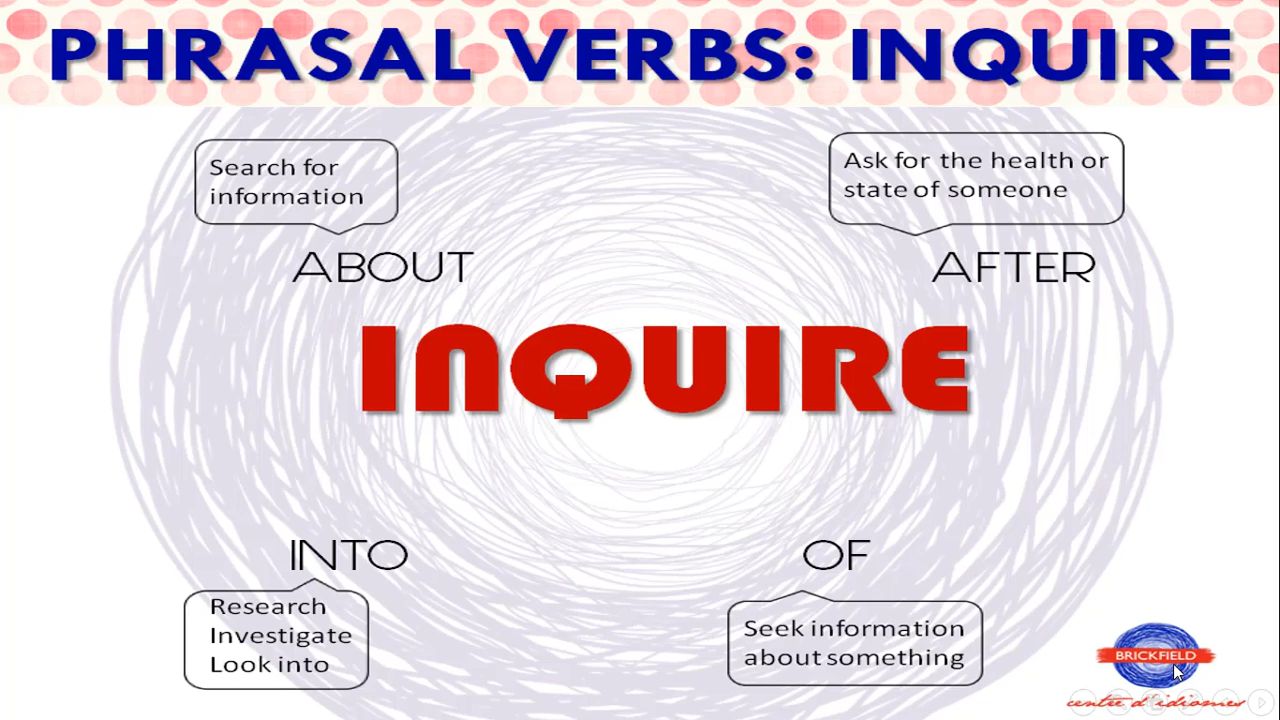 PHRASAL VERBS: INQUIRE
Search for
information
Ask for the health or
state of someone
ABOUT
AFTER
INQUIRE
INTO
OF
Research
Investigate
Look into
Seek information
about something
BRICKFIELD
centre d'idiomes